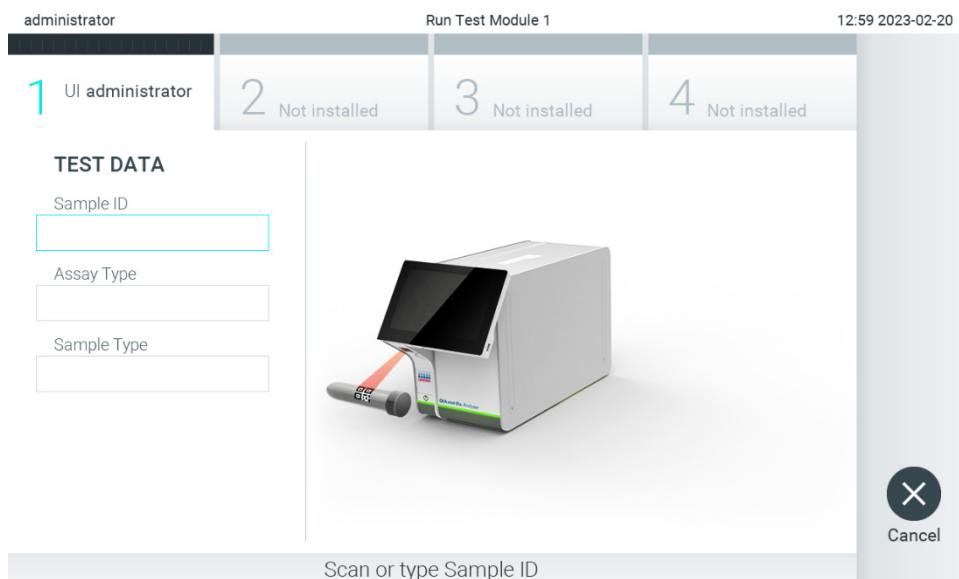 administrator Run Test Module 1 12:59 2023-02-20
1 UI administrator 2 Not installed 3 Not installed 4 Not installed
TEST DATA
Sample ID
Assay Type
Sample Type
Cancel
Scan or type Sample ID